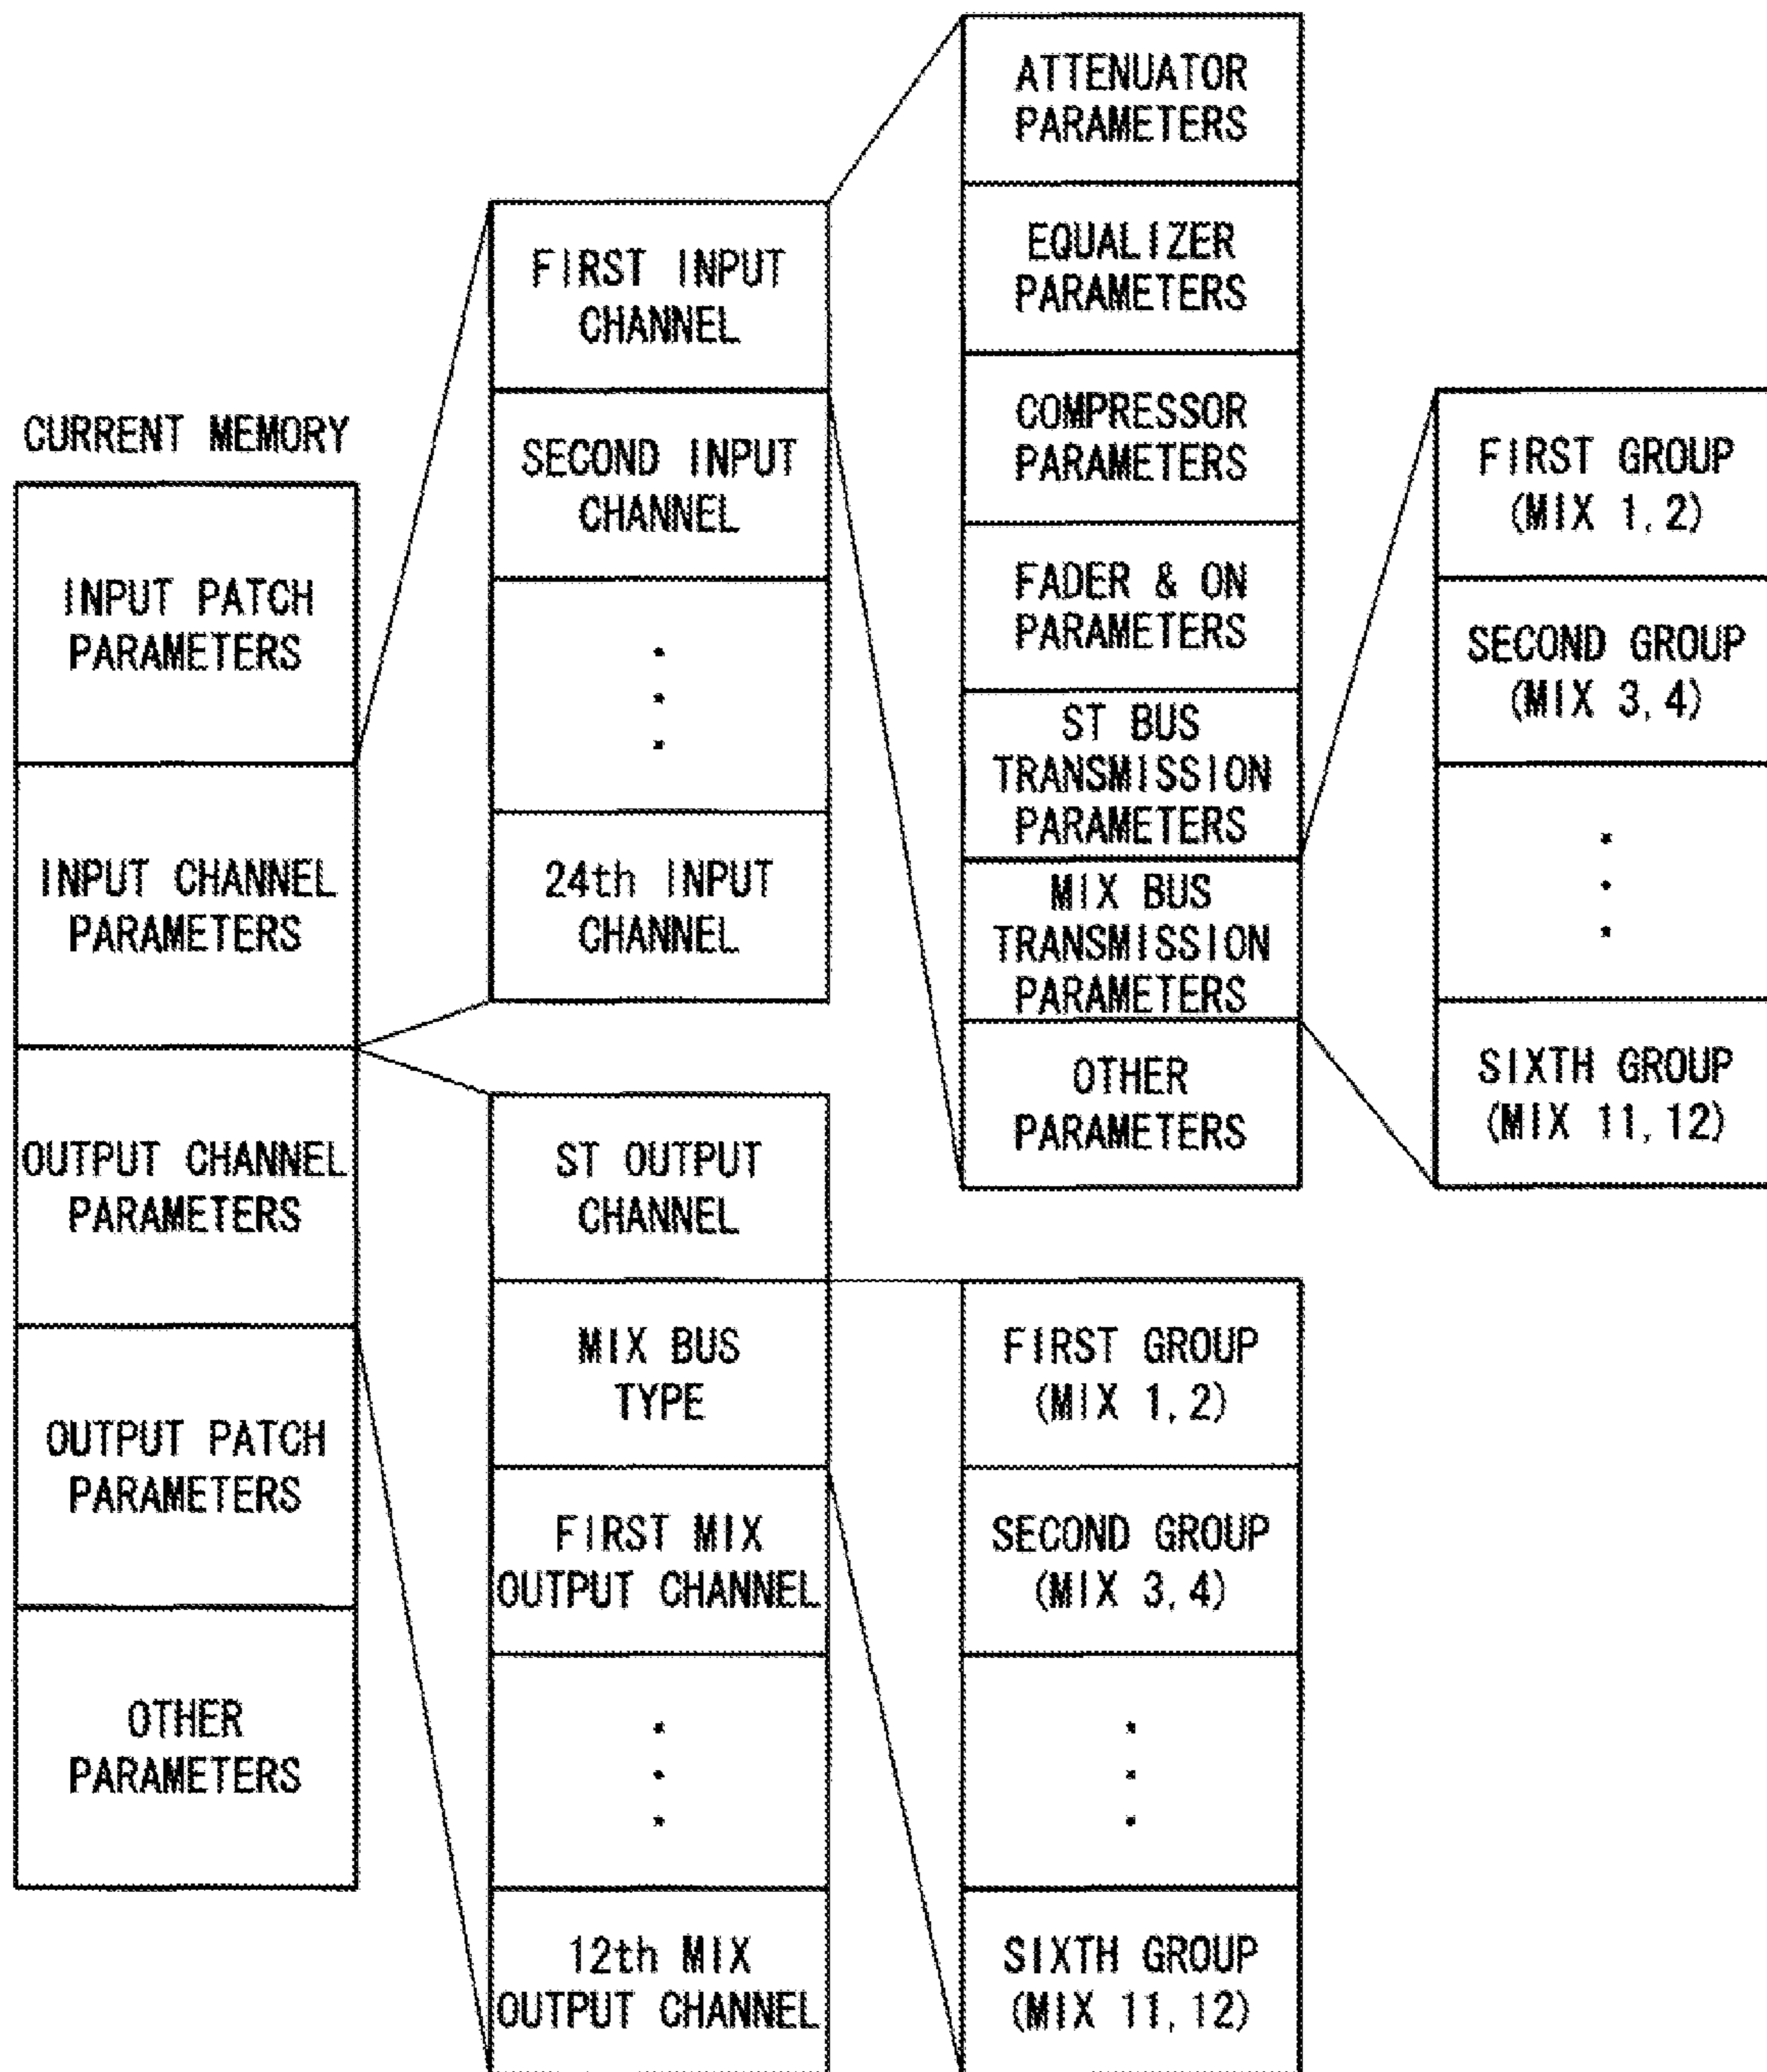 CURRENT MEMORY
INPUT PATCH
PARAMETERS
INPUT CHANNEL
PARAMETERS
OUTPUT CHANNEL
PARAMETERS
OUTPUT PATCH
PARAMETERS
OTHER
PARAMETERS
FIRST INPUT
CHANNEL
SECOND INPUT
CHANNEL
24th INPUT
CHANNEL
ST OUTPUT
CHANNEL
MIX BUS
TYPE
FIRST MIX
OUTPUT CHANNEL
12th MIX
OUTPUT CHANNEL
ATTENUATOR
PARAMETERS
EQUALIZER
PARAMETERS
COMPRESSOR
PARAMETERS
FADER & ON
PARAMETERS
ST BUS
TRANSMISSION
PARAMETERS
MIX BUS
TRANSMISSION
PARAMETERS
OTHER
PARAMETERS
FIRST GROUP
(MIX 1,2)
SECOND GROUP
(MIX 3,4)
SIXTH GROUP
(MIX 11,12)
FIRST GROUP
(MIX 1,2)
SECOND GROUP
(MIX 3,4)
SIXTH GROUP
(MIX 11,12)